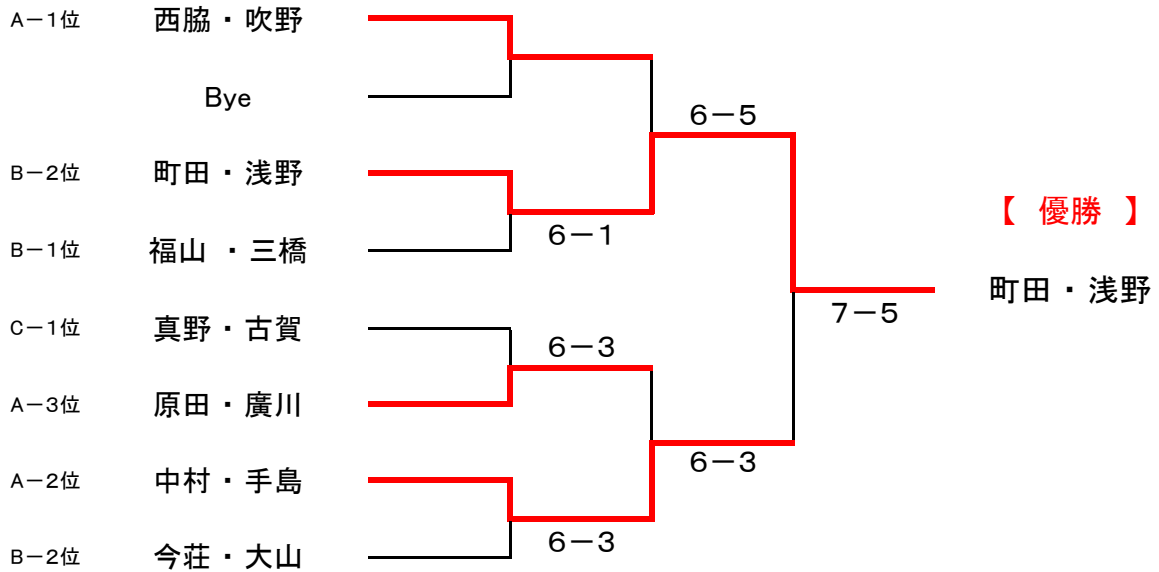 A－1位 西脇・吹野
Bye
6－5
B－2位 町田・浅野
【 優勝 】
6－1
B－1位 福山 ・三橋
町田・浅野
7－5
C－1位 真野・古賀
6－3
A－3位 原田・廣川
6－3
A－2位 中村・手島
6－3
B－2位 今荘・大山